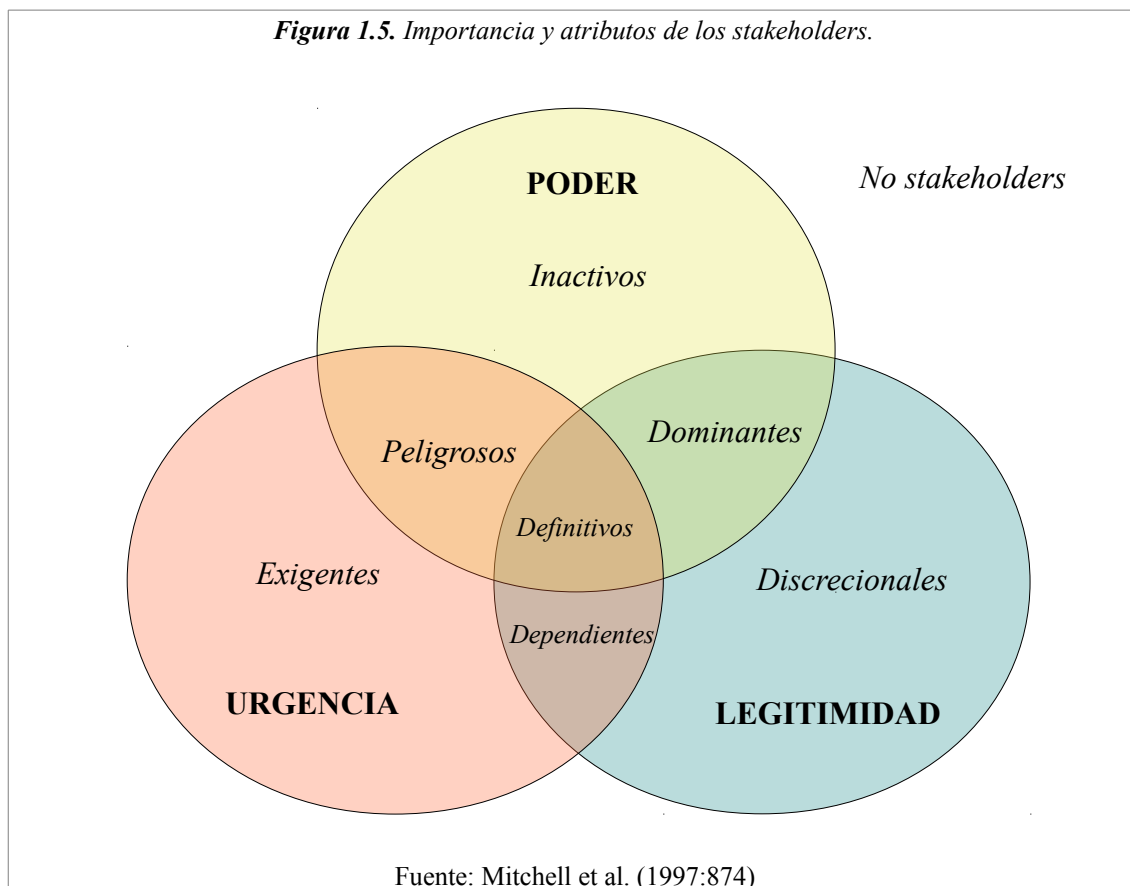 Figura 1.5. Importancia y atributos de los stakeholders.
PODER
No stakeholders
Inactivos
Dominantes
Peligrosos
Definitivos
Exigentes
Discrecionales
Dependientes
URGENCIA
LEGITIMIDAD
Fuente: Mitchell et al. (1997:874)